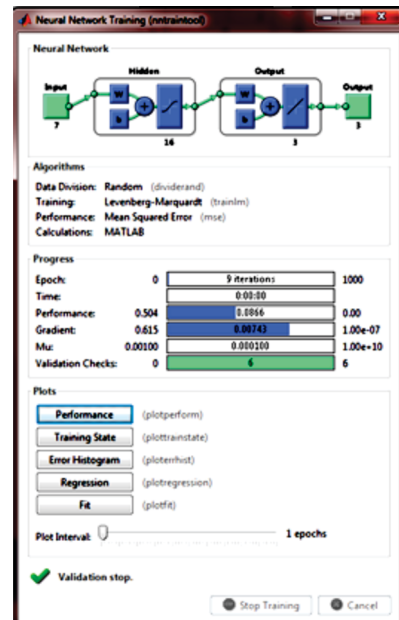 Neural Network Training (nntraintool)
Neural Network
Hidden
Output
Input
Output
W
b
W
b
7
16
3
3
Algorithms
Data Division: Random (dividerand)
Training: Levenberg-Marquardt (trainlm)
Performance: Mean Squared Error (mse)
Calculations: MATLAB
Progress
Epoch: 0 9 iterations 1000
Time: 0:00:00
Performance: 0.504 0.0866 0.00
Gradient: 0.615 0.00743 1.00e-07
Mu: 0.00100 0.000100 1.00e+10
Validation Checks: 0 6 6
Plots
Performance (plotperform)
Training State (plottrainstate)
Error Histogram (ploterrhist)
Regression (plotregression)
Fit (plotfit)
Plot Interval: 1 epochs
Validation stop.
Stop Training Cancel